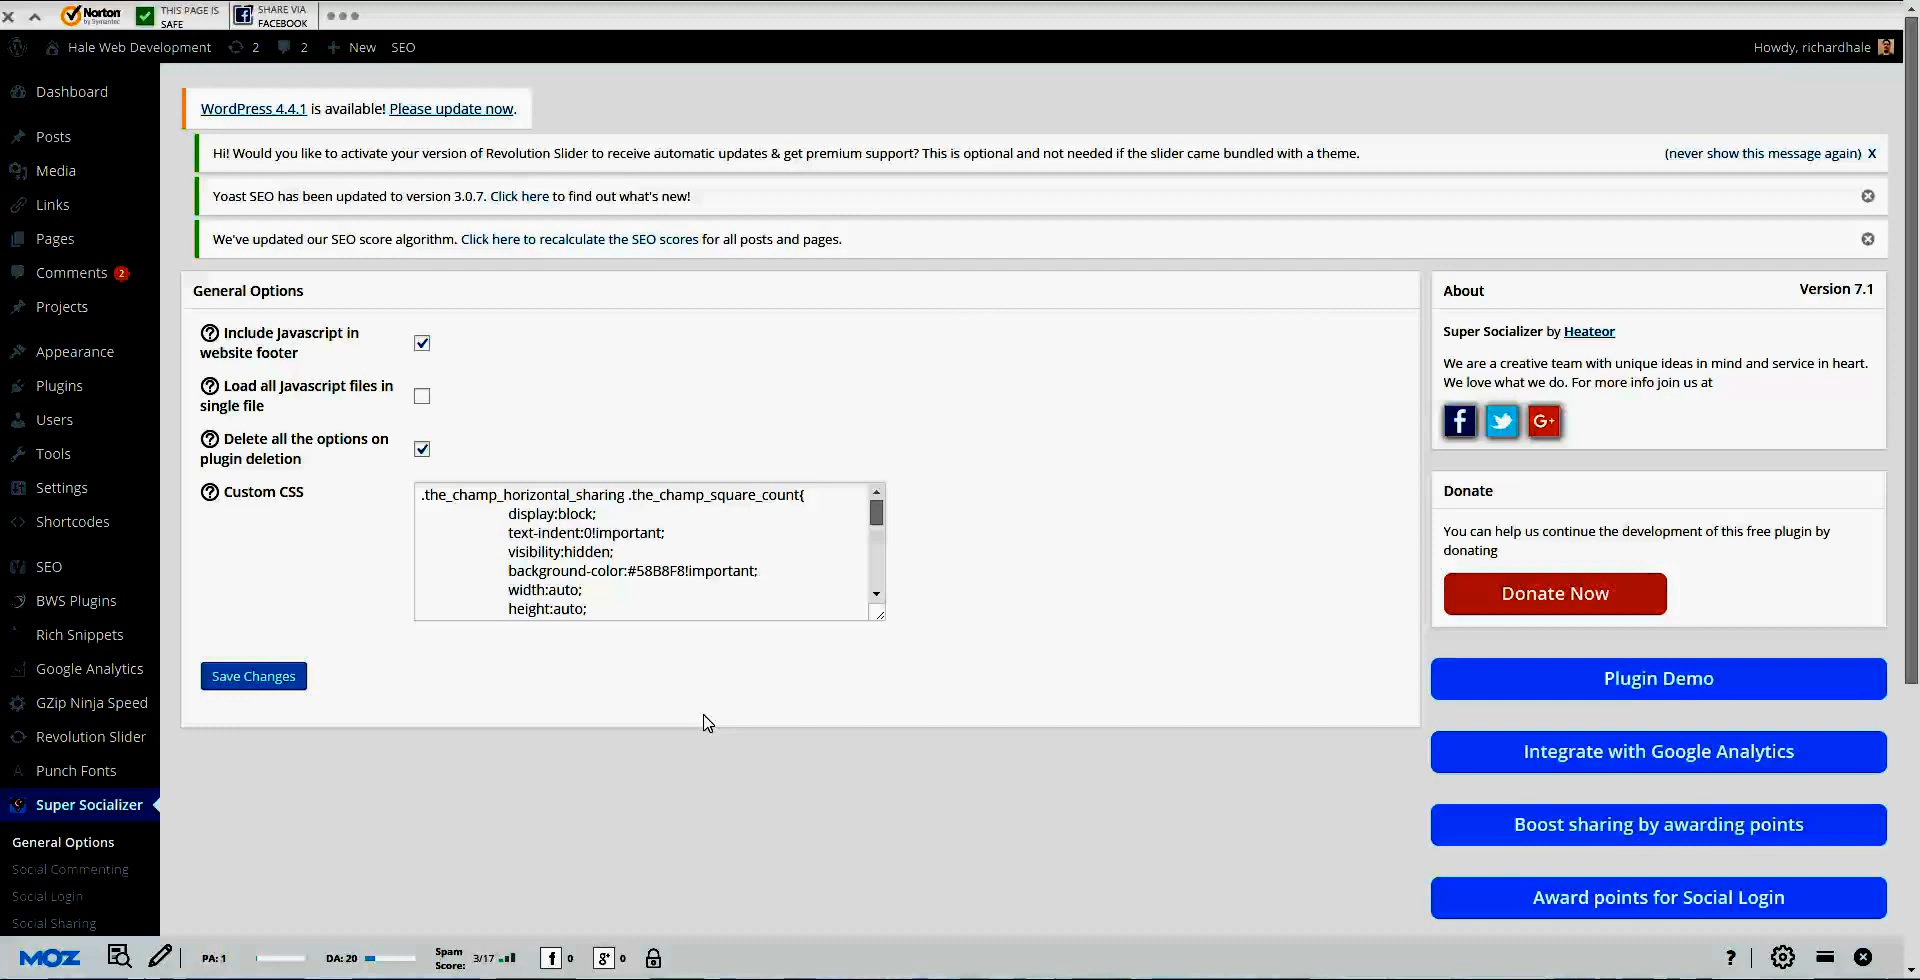 Norton
by Symantec
THIS PAGE IS
SAFE
SHARE VIA
FACEBOOK
Hale Web Development
2
2
New
SEO
Howdy, richardhale
Dashboard
Posts
Media
Links
Pages
Comments 2
Projects
Appearance
Plugins
Users
Tools
Settings
Shortcodes
SEO
BWS Plugins
Rich Snippets
Google Analytics
GZip Ninja Speed
Revolution Slider
Punch Fonts
Super Socializer
General Options
Social Commenting
Social Login
Social Sharing
WordPress 4.4.1 is available! Please update now.
Hi! Would you like to activate your version of Revolution Slider to receive automatic updates & get premium support? This is optional and not needed if the slider came bundled with a theme.
(never show this message again) X
Yoast SEO has been updated to version 3.0.7. Click here to find out what's new!
We've updated our SEO score algorithm. Click here to recalculate the SEO scores for all posts and pages.
General Options
Include Javascript in
website footer
Load all Javascript files in
single file
Delete all the options on
plugin deletion
Custom CSS
.the_champ_horizontal_sharing .the_champ_square_count{
display:block;
text-indent:0!important;
visibility:hidden;
background-color:#58B8F8!important;
width:auto;
height:auto;
Save Changes
About
Version 7.1
Super Socializer by Heateor
We are a creative team with unique ideas in mind and service in heart.
We love what we do. For more info join us at
Donate
You can help us continue the development of this free plugin by
donating
Donate Now
Plugin Demo
Integrate with Google Analytics
Boost sharing by awarding points
Award points for Social Login
MOZ
PA: 1
DA: 20
Spam
Score:
3/17
f 0
g+ 0
?